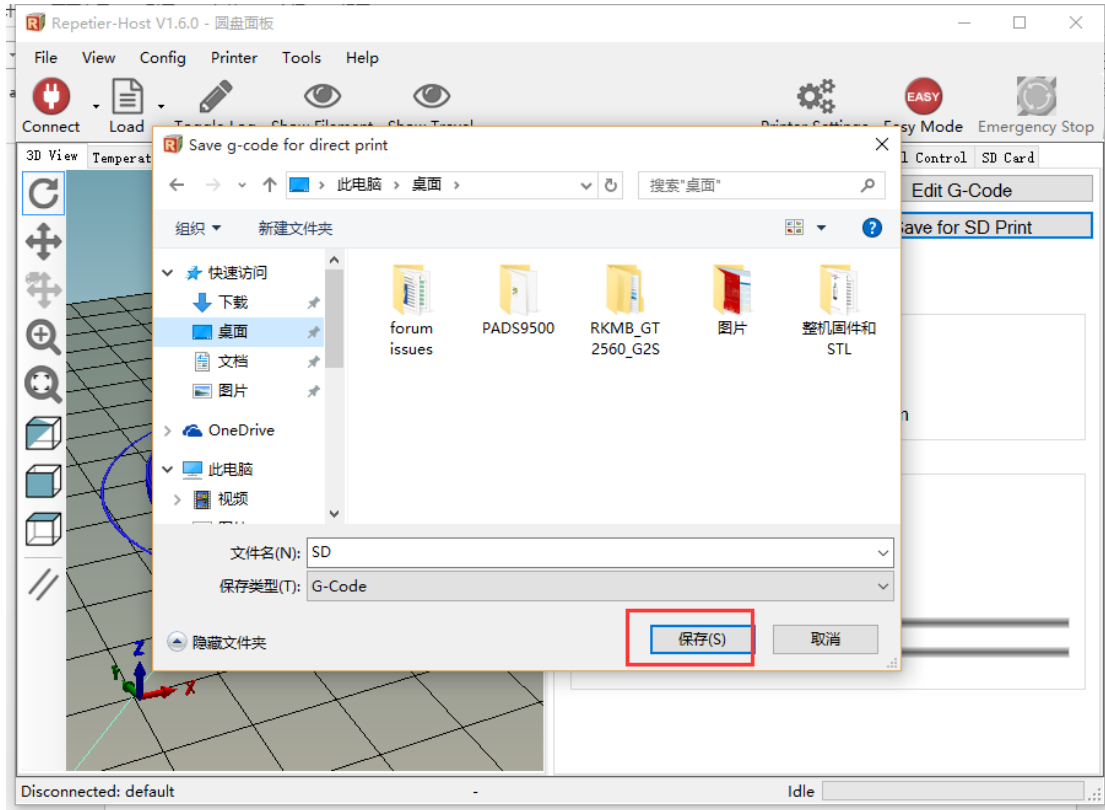 Repetier-Host V1.6.0 - 圆盘面板
File View Config Printer Tools Help
EASY
Connect Load Easy Mode Emergency Stop
Save g-code for direct print
3D View Temperat Control SD Card
此电脑 › 桌面 ›
搜索"桌面"
Edit G-Code
组织 新建文件夹
Save for SD Print
快速访问
下载
桌面
文档
图片
OneDrive
此电脑
视频
forum issues
PADS9500
RKMB_GT 2560_G2S
图片
整机固件和 STL
文件名(N): SD
保存类型(T): G-Code
隐藏文件夹
保存(S) 取消
Z
Y
X
Disconnected: default - Idle